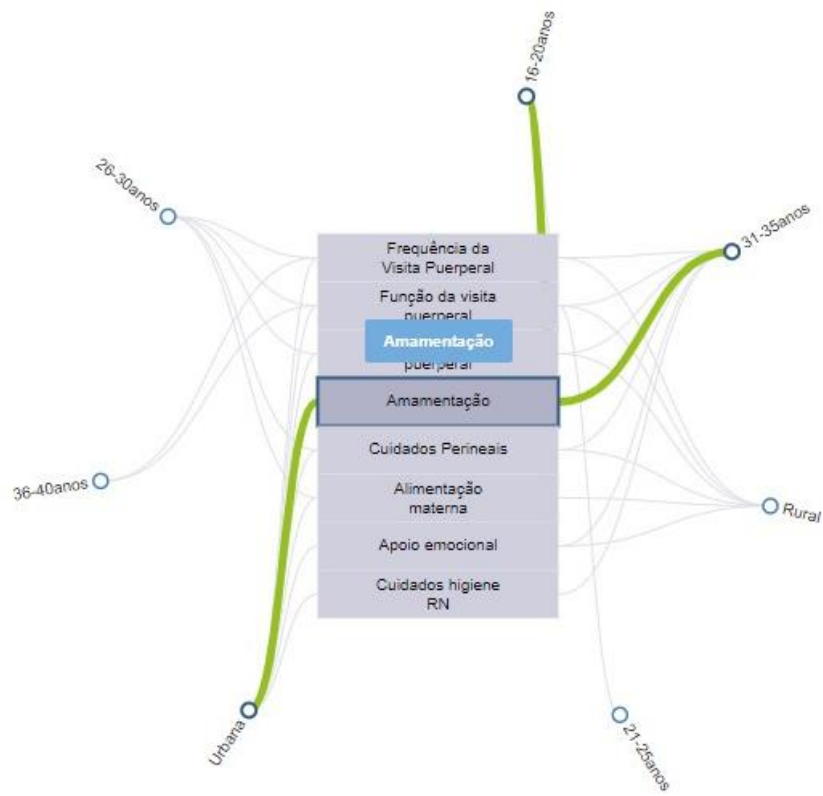 16-20anos
26-30anos
31-35anos
Frequência da
Visita Puerperal
Função da visita
puerperal
Amamentação
puerperal
Amamentação
Cuidados Perineais
36-40anos
Alimentação
materna
Rural
Apoio emocional
Cuidados higiene
RN
Urbana
21-25anos